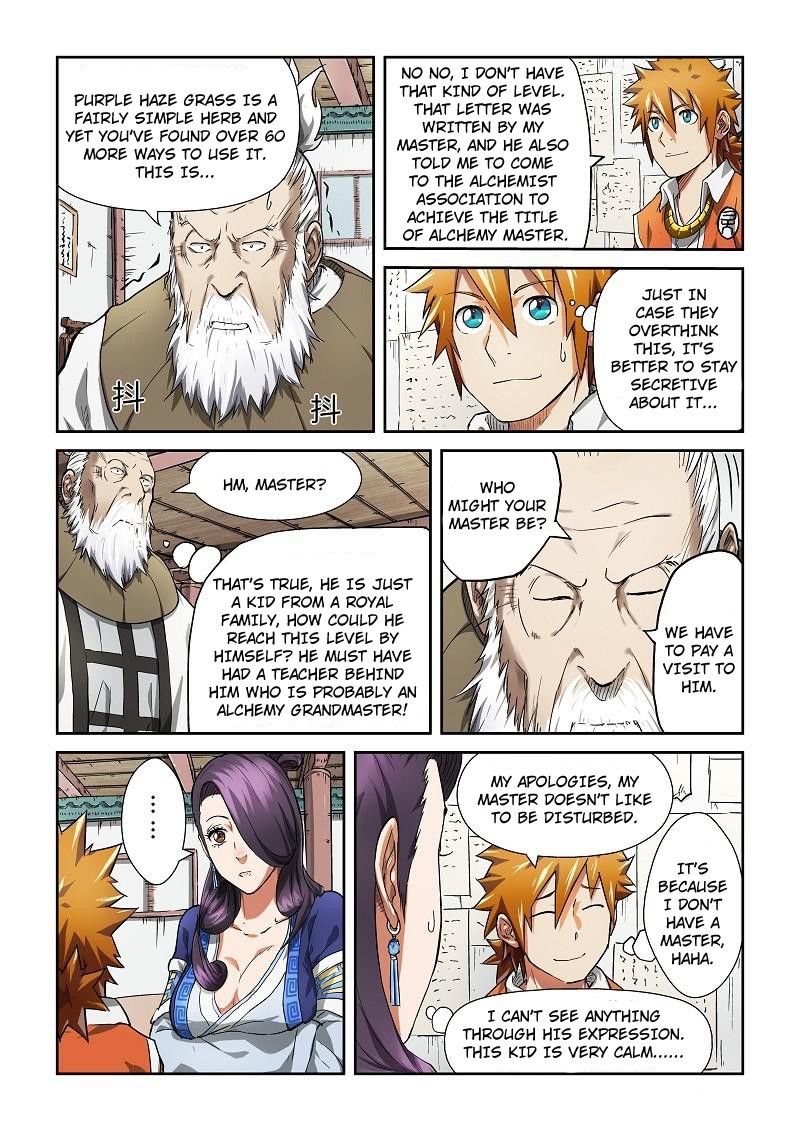 PURPLE HAZE GRASS IS A
FAIRLY SIMPLE HERB AND
YET YOU'VE FOUND OVER 60
MORE WAYS TO USE IT.
THIS IS...
抖
抖
NO NO, I DON'T HAVE
THAT KIND OF LEVEL.
THAT LETTER WAS
WRITTEN BY MY
MASTER, AND HE ALSO
TOLD ME TO COME
TO THE ALCHEMIST
ASSOCIATION TO
ACHIEVE THE TITLE
OF ALCHEMY MASTER.
JUST IN
CASE THEY
OVERTHINK
THIS, IT'S
BETTER TO STAY
SECRETIVE
ABOUT IT...
HM, MASTER?
THAT'S TRUE, HE IS JUST
A KID FROM A ROYAL
FAMILY, HOW COULD HE
REACH THIS LEVEL BY
HIMSELF? HE MUST HAVE
HAD A TEACHER BEHIND
HIM WHO IS PROBABLY AN
ALCHEMY GRANDMASTER!
WHO
MIGHT YOUR
MASTER BE?
WE HAVE
TO PAY A
VISIT TO
HIM.
......
MY APOLOGIES, MY
MASTER DOESN'T LIKE
TO BE DISTURBED.
IT'S
BECAUSE
I DON'T
HAVE A
MASTER,
HAHA.
I CAN'T SEE ANYTHING
THROUGH HIS EXPRESSION.
THIS KID IS VERY CALM......